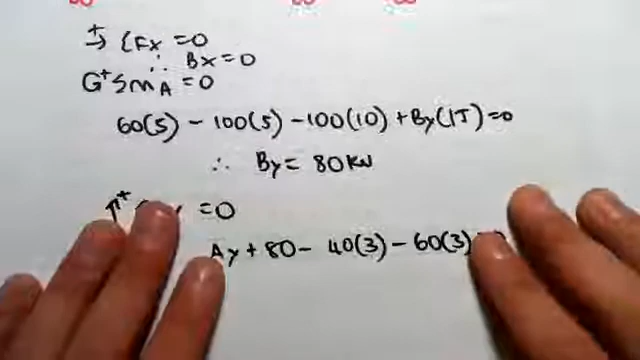 →+ ΣFx = 0
∴ Bx = 0
↺+ ΣMA = 0
60(5) - 100(5) - 100(10) + By(15) = 0
∴ By = 80kN
↑+ = 0
Ay + 80 - 40(3) - 60(3)